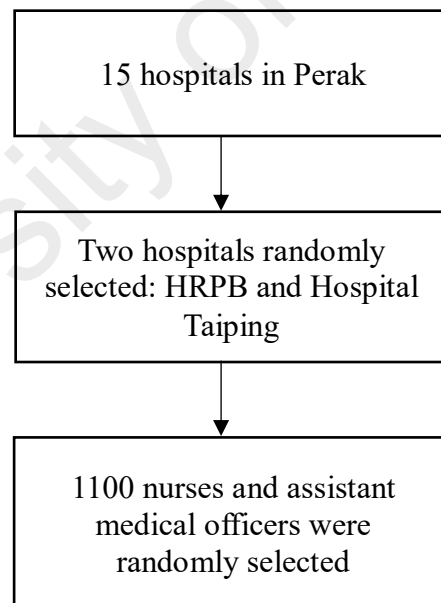 15 hospitals in Perak
Two hospitals randomly
selected: HRPB and Hospital
Taiping
1100 nurses and assistant
medical officers were
randomly selected